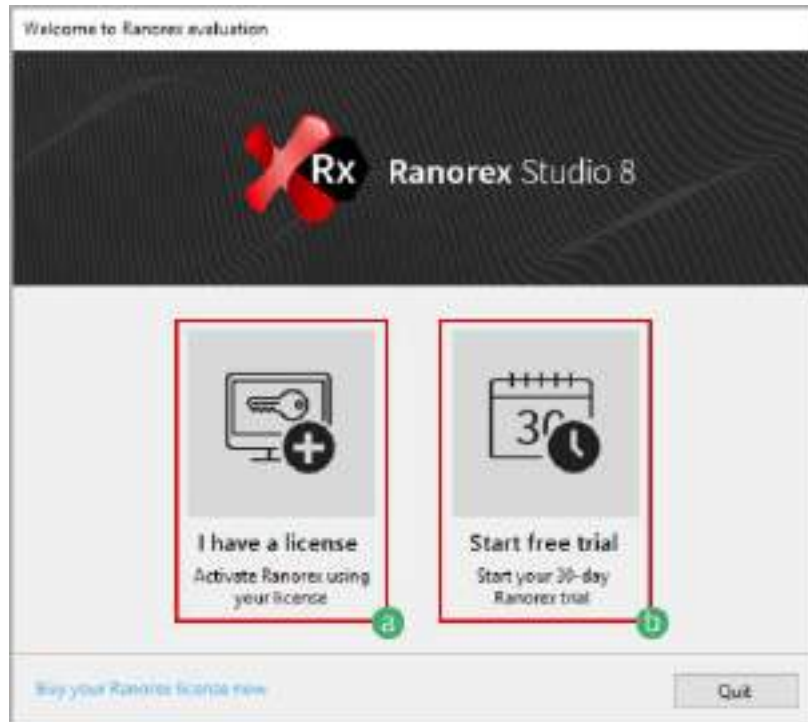 Welcome to Ranorex evaluation
Rx
Ranorex Studio 8
30
I have a license
Activate Ranorex using
your license
a
Start free trial
Start your 30-day
Ranorex trial
b
Buy your Ranorex license now
Quit